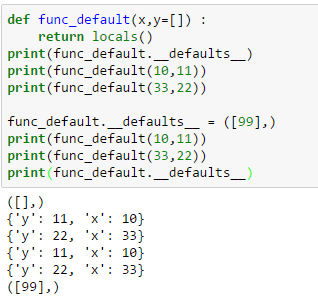 def func_default(x,y=[]) :
    return locals()
print(func_default.__defaults__)
print(func_default(10,11))
print(func_default(33,22))

func_default.__defaults__ = ([99],)
print(func_default(10,11))
print(func_default(33,22))
print(func_default.__defaults__)
([],)
{'y': 11, 'x': 10}
{'y': 22, 'x': 33}
{'y': 11, 'x': 10}
{'y': 22, 'x': 33}
([99],)